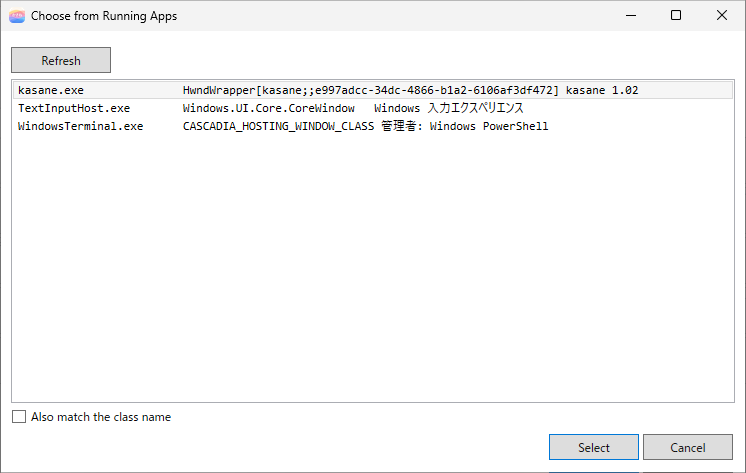 Choose from Running Apps
Refresh
kasane.exe HwndWrapper[kasane;;e997adcc-34dc-4866-b1a2-6106af3df472] kasane 1.02
TextInputHost.exe Windows.UI.Core.CoreWindow Windows 入力エクスペリエンス
WindowsTerminal.exe CASCADIA_HOSTING_WINDOW_CLASS 管理者: Windows PowerShell
Also match the class name
Select Cancel